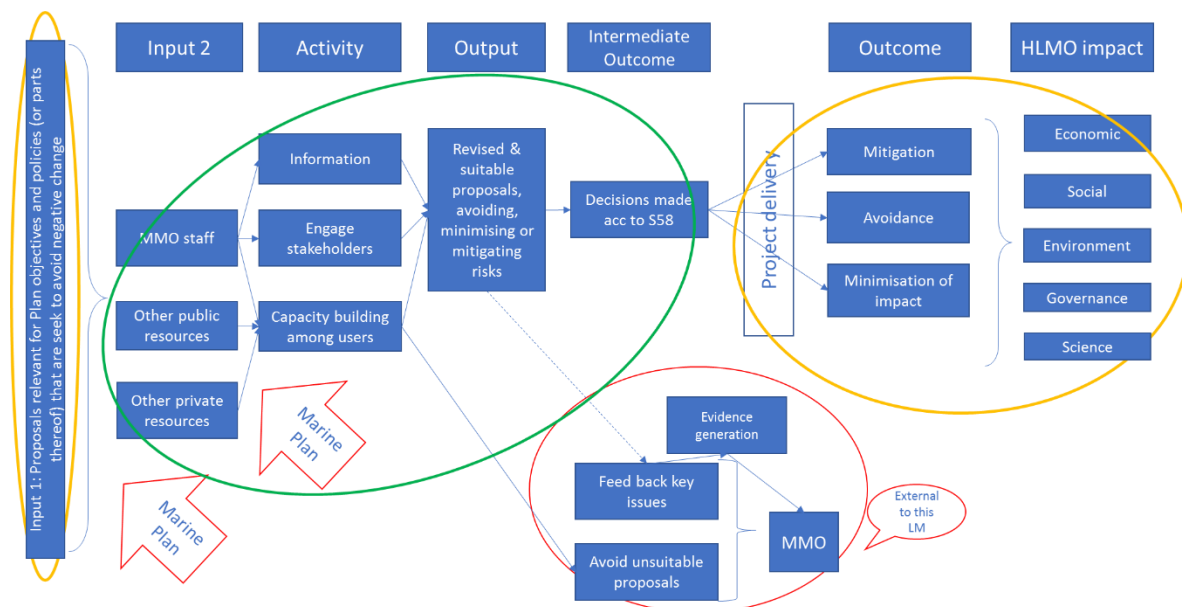 Input 1: Proposals relevant for Plan objectives and policies (or parts
thereof) that are seek to avoid negative change
Input 2
Activity
Output
Intermediate
Outcome
Outcome
HLMO impact
MMO staff
Other public
resources
Other private
resources
Information
Engage
stakeholders
Capacity building
among users
Revised &
suitable
proposals,
avoiding,
minimising or
mitigating
risks
Decisions made
acc to S58
Project delivery
Mitigation
Avoidance
Minimisation of
impact
Economic
Social
Environment
Governance
Science
Marine
Plan
Marine
Plan
Evidence
generation
Feed back key
issues
Avoid unsuitable
proposals
MMO
External
to this
LM